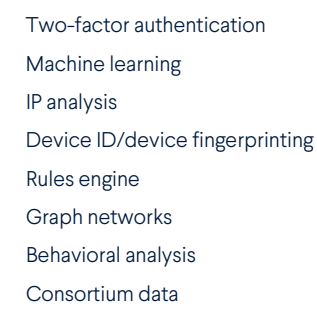 Two-factor authentication
Machine learning
IP analysis
Device ID/device fingerprinting
Rules engine
Graph networks
Behavioral analysis
Consortium data